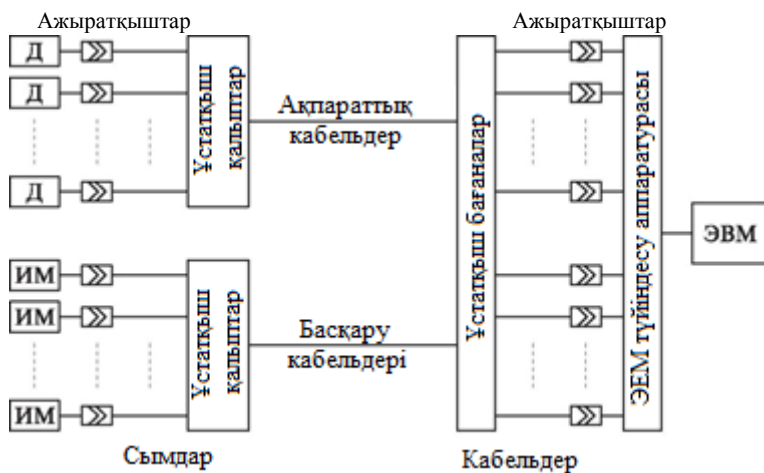 Ажыратқыштар
Ажыратқыштар
Д
Д
Д
Ұстатқыш
қалыптар
Ақпараттық
кабельдер
Ұстатқыш бағаналар
ЭЕМ түйіндесу аппаратурасы
ЭВМ
ИМ
ИМ
ИМ
Ұстатқыш
қалыптар
Басқару
кабельдері
Сымдар
Кабельдер